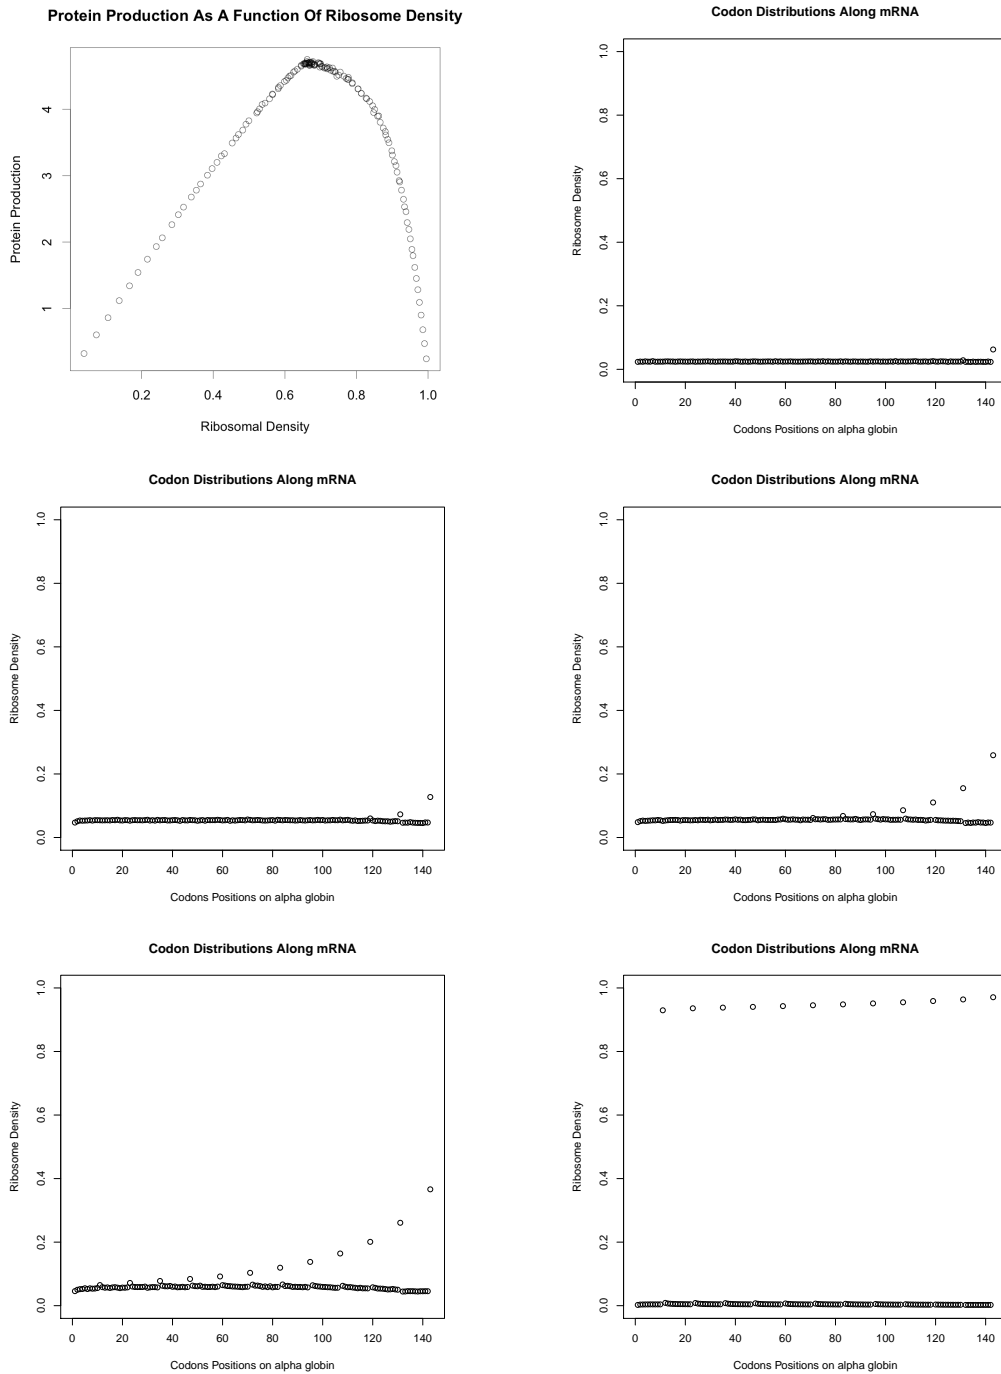 Protein Production As A Function Of Ribosome Density
Protein Production
4
3
2
1
0.2 0.4 0.6 0.8 1.0
Ribosomal Density
Codon Distributions Along mRNA
Ribosome Density
1.0
0.8
0.6
0.4
0.2
0.0
0 20 40 60 80 100 120 140
Codons Positions on alpha globin
Codon Distributions Along mRNA
Ribosome Density
1.0
0.8
0.6
0.4
0.2
0.0
0 20 40 60 80 100 120 140
Codons Positions on alpha globin
Codon Distributions Along mRNA
Ribosome Density
1.0
0.8
0.6
0.4
0.2
0.0
0 20 40 60 80 100 120 140
Codons Positions on alpha globin
Codon Distributions Along mRNA
Ribosome Density
1.0
0.8
0.6
0.4
0.2
0.0
0 20 40 60 80 100 120 140
Codons Positions on alpha globin
Codon Distributions Along mRNA
Ribosome Density
1.0
0.8
0.6
0.4
0.2
0.0
0 20 40 60 80 100 120 140
Codons Positions on alpha globin